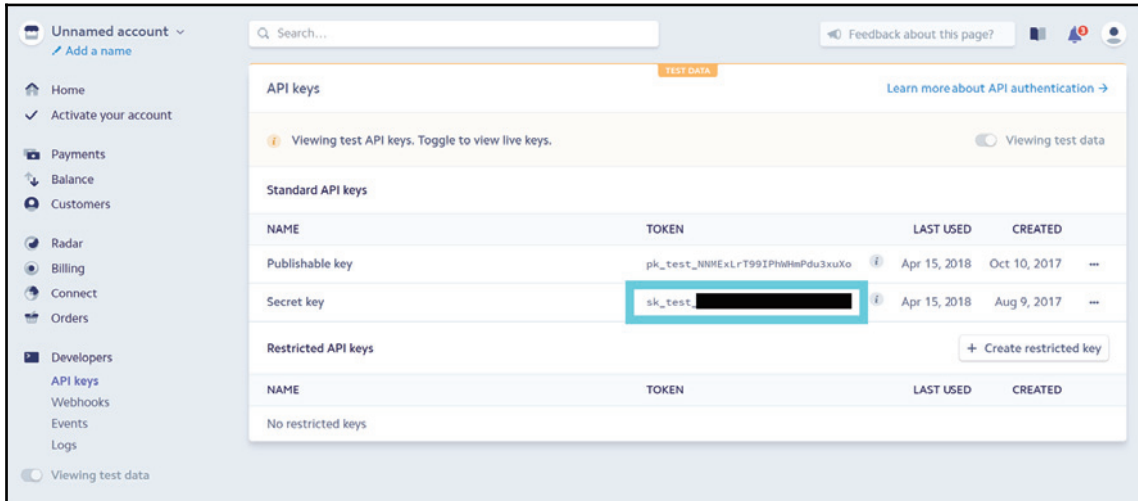 Unnamed account
Add a name
Search...
Feedback about this page?
3
Home
Activate your account
Payments
Balance
Customers
Radar
Billing
Connect
Orders
Developers
API keys
Webhooks
Events
Logs
Viewing test data
TEST DATA
API keys
Learn more about API authentication →
Viewing test API keys. Toggle to view live keys.
Viewing test data
Standard API keys
NAME TOKEN LAST USED CREATED
Publishable key pk_test_NNMExLrT99IPhWHmPdu3xuXo Apr 15, 2018 Oct 10, 2017
Secret key sk_test_ Apr 15, 2018 Aug 9, 2017
Restricted API keys
+ Create restricted key
NAME TOKEN LAST USED CREATED
No restricted keys